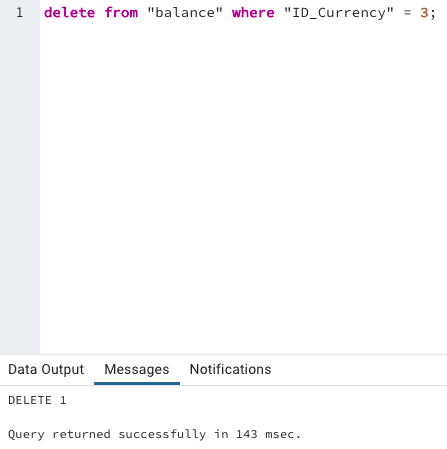 1 delete from "balance" where "ID_Currency" = 3;
Data Output Messages Notifications
DELETE 1
Query returned successfully in 143 msec.